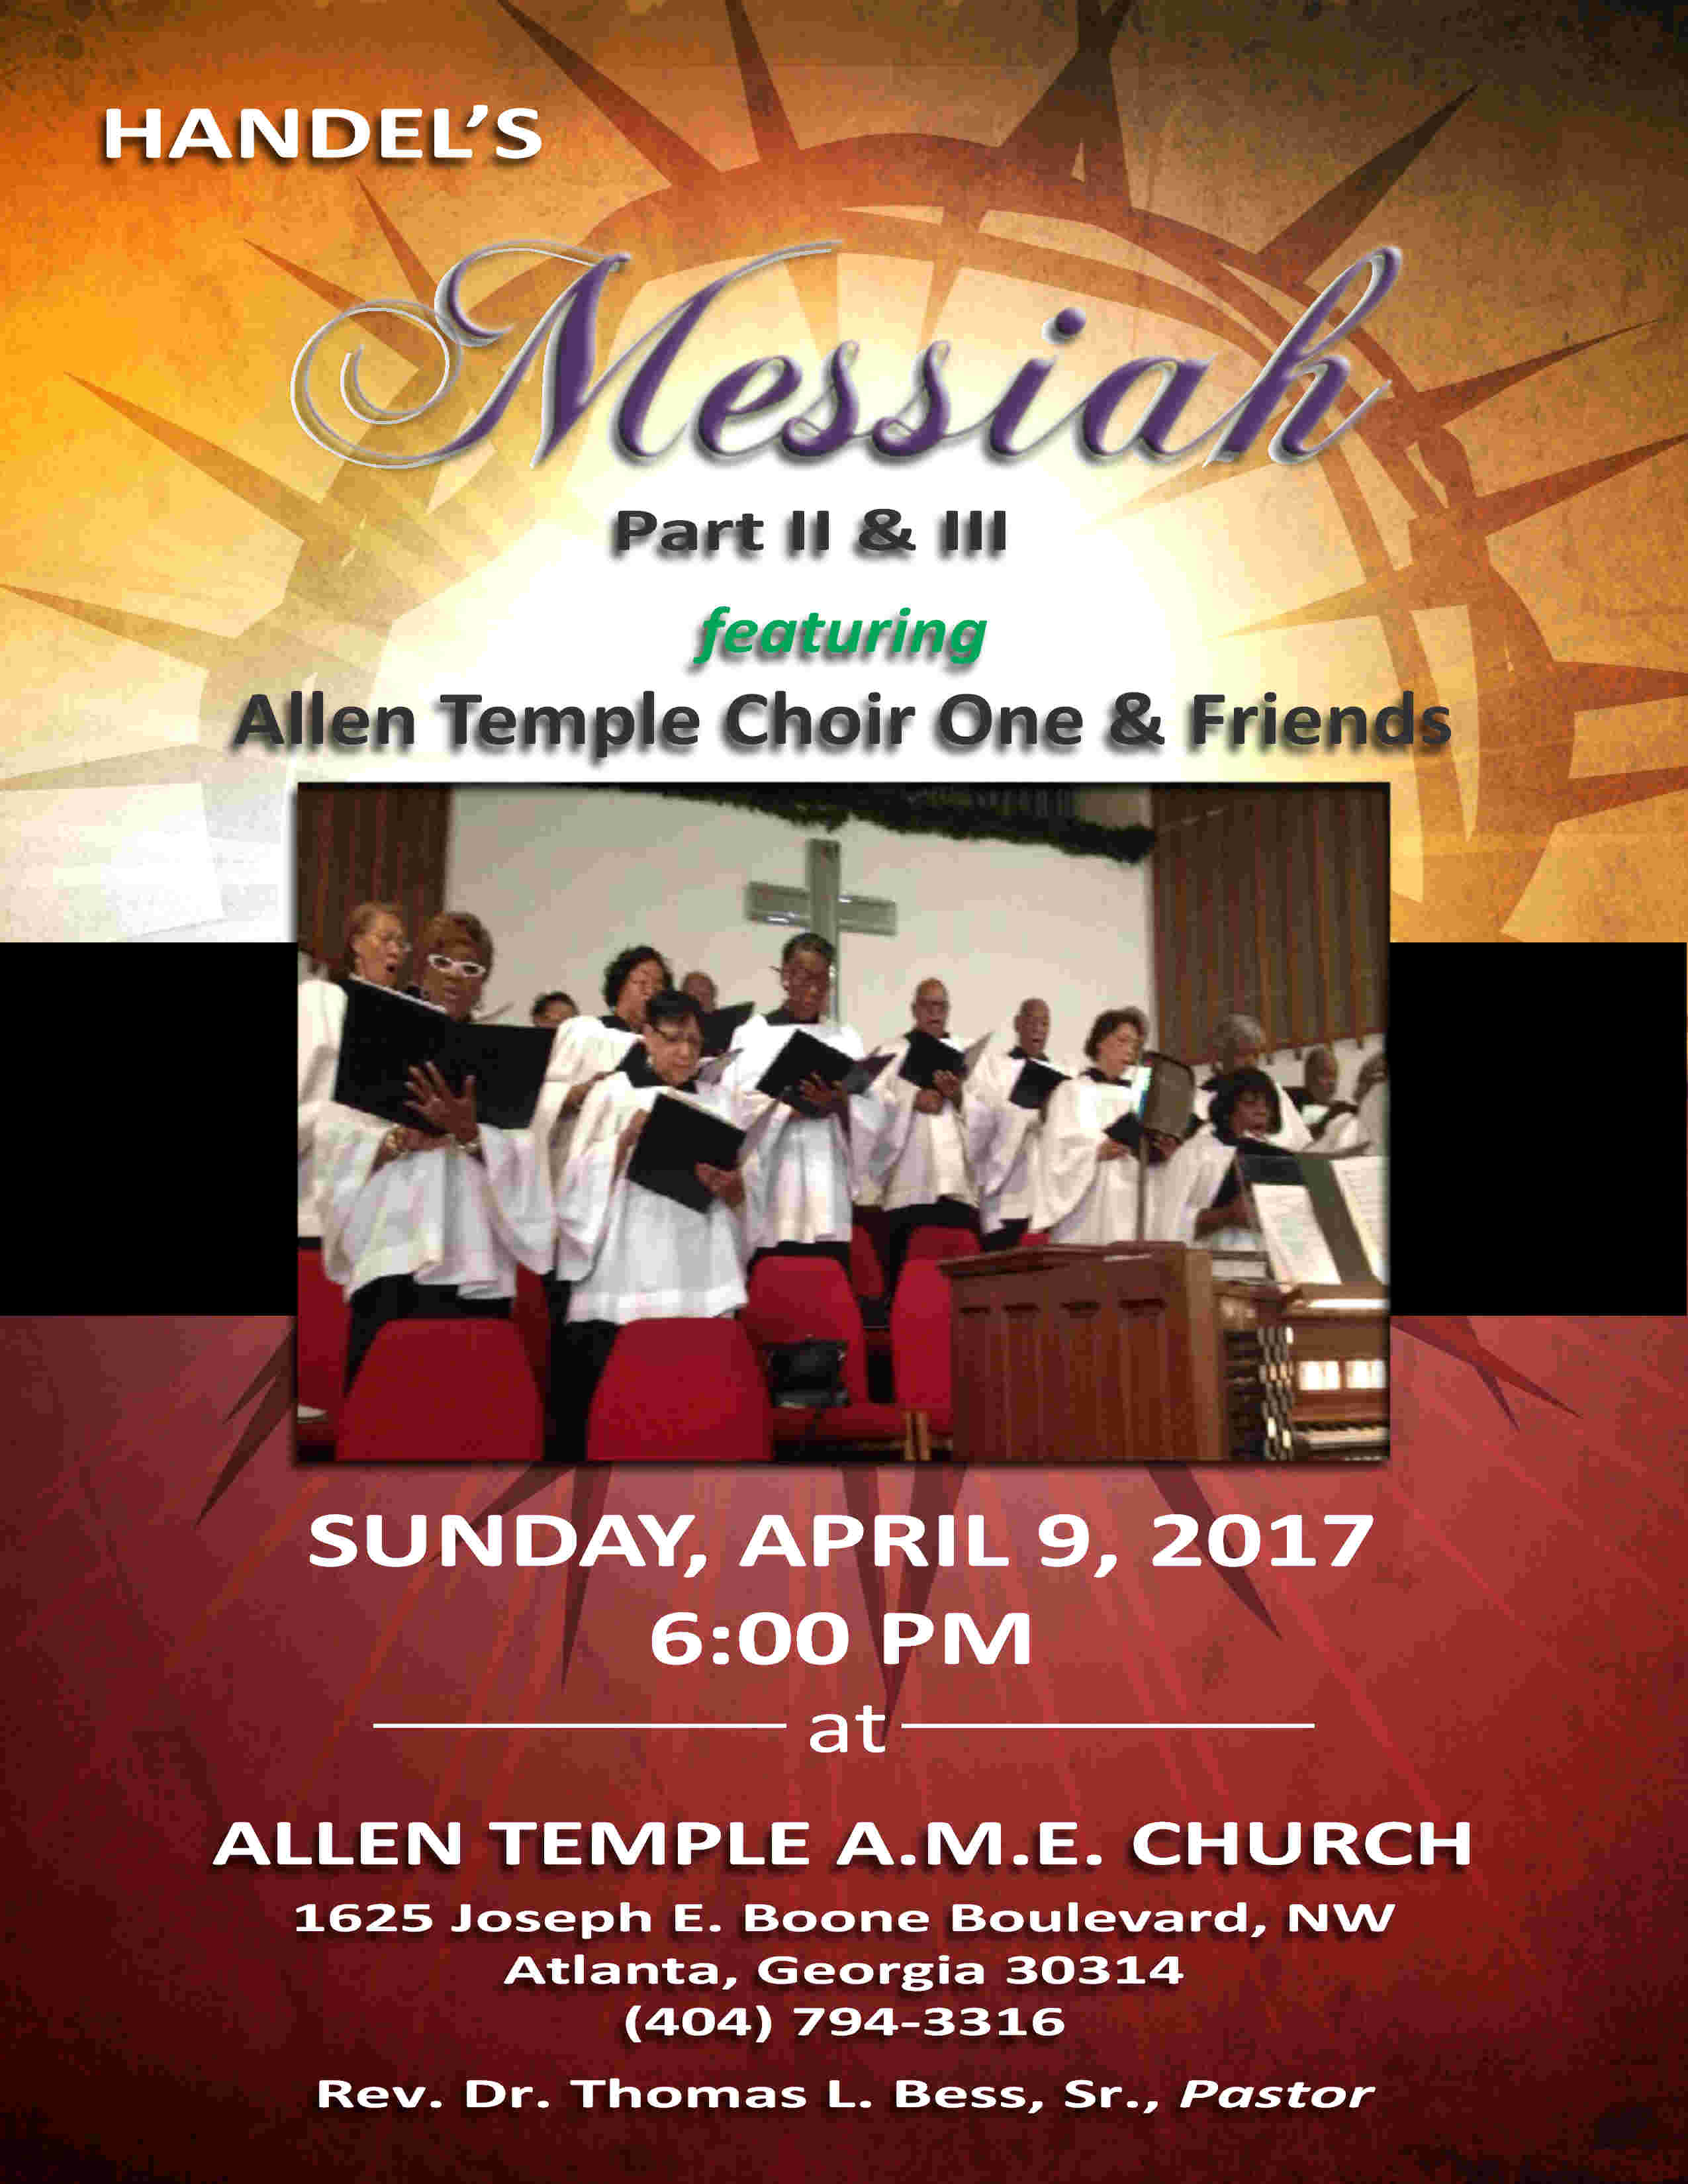 HANDEL'S
Messiah
Part II & III
featuring
Allen Temple Choir One & Friends
SUNDAY, APRIL 9, 2017
6:00 PM
at
ALLEN TEMPLE A.M.E. CHURCH
1625 Joseph E. Boone Boulevard, NW
Atlanta, Georgia 30314
(404) 794-3316
Rev. Dr. Thomas L. Bess, Sr., Pastor